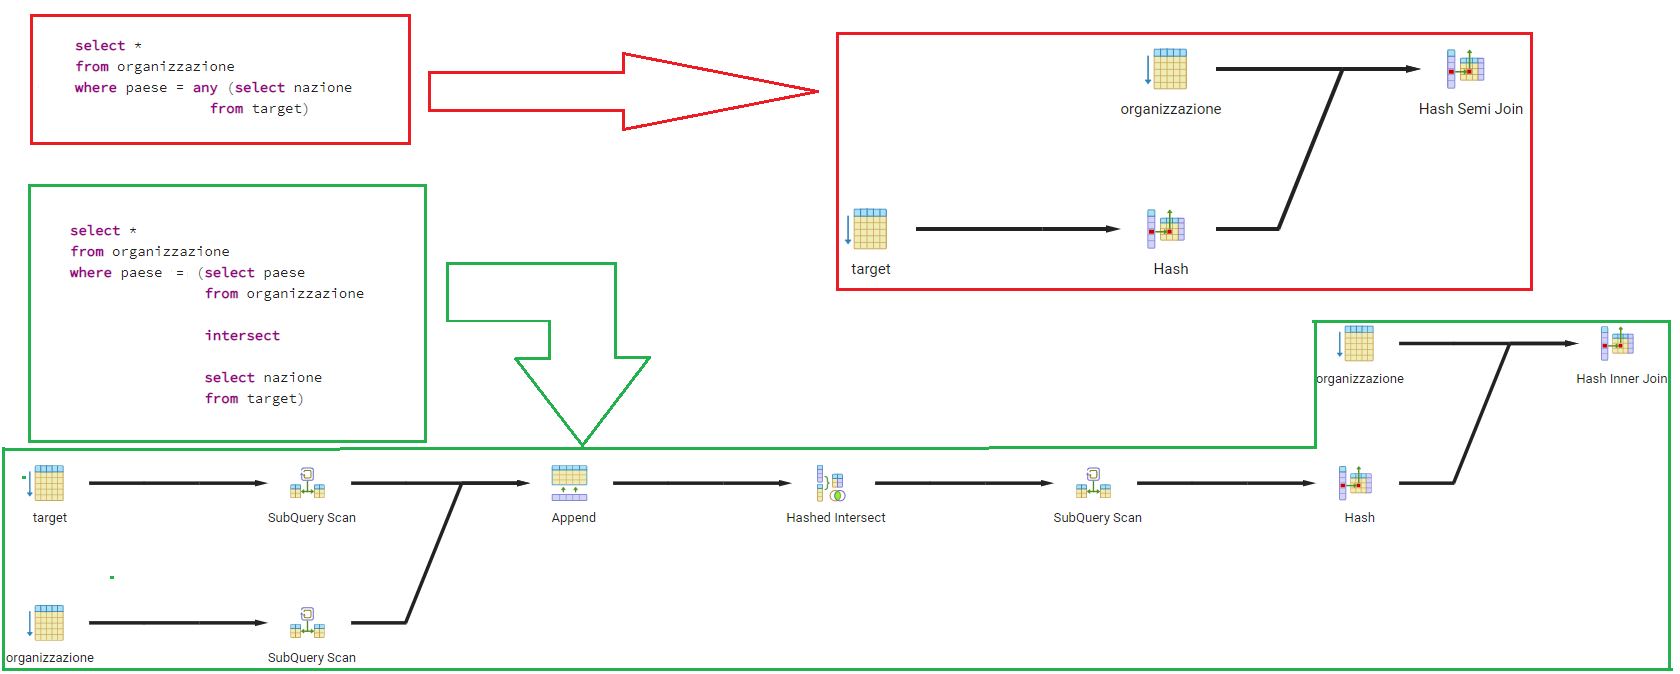 select *
from organizzazione
where paese = any (select nazione
from target)
organizzazione
Hash Semi Join
target
Hash
select *
from organizzazione
where paese = (select paese
from organizzazione
intersect
select nazione
from target)
organizzazione
Hash Inner Join
target
SubQuery Scan
Append
Hashed Intersect
SubQuery Scan
Hash
organizzazione
SubQuery Scan